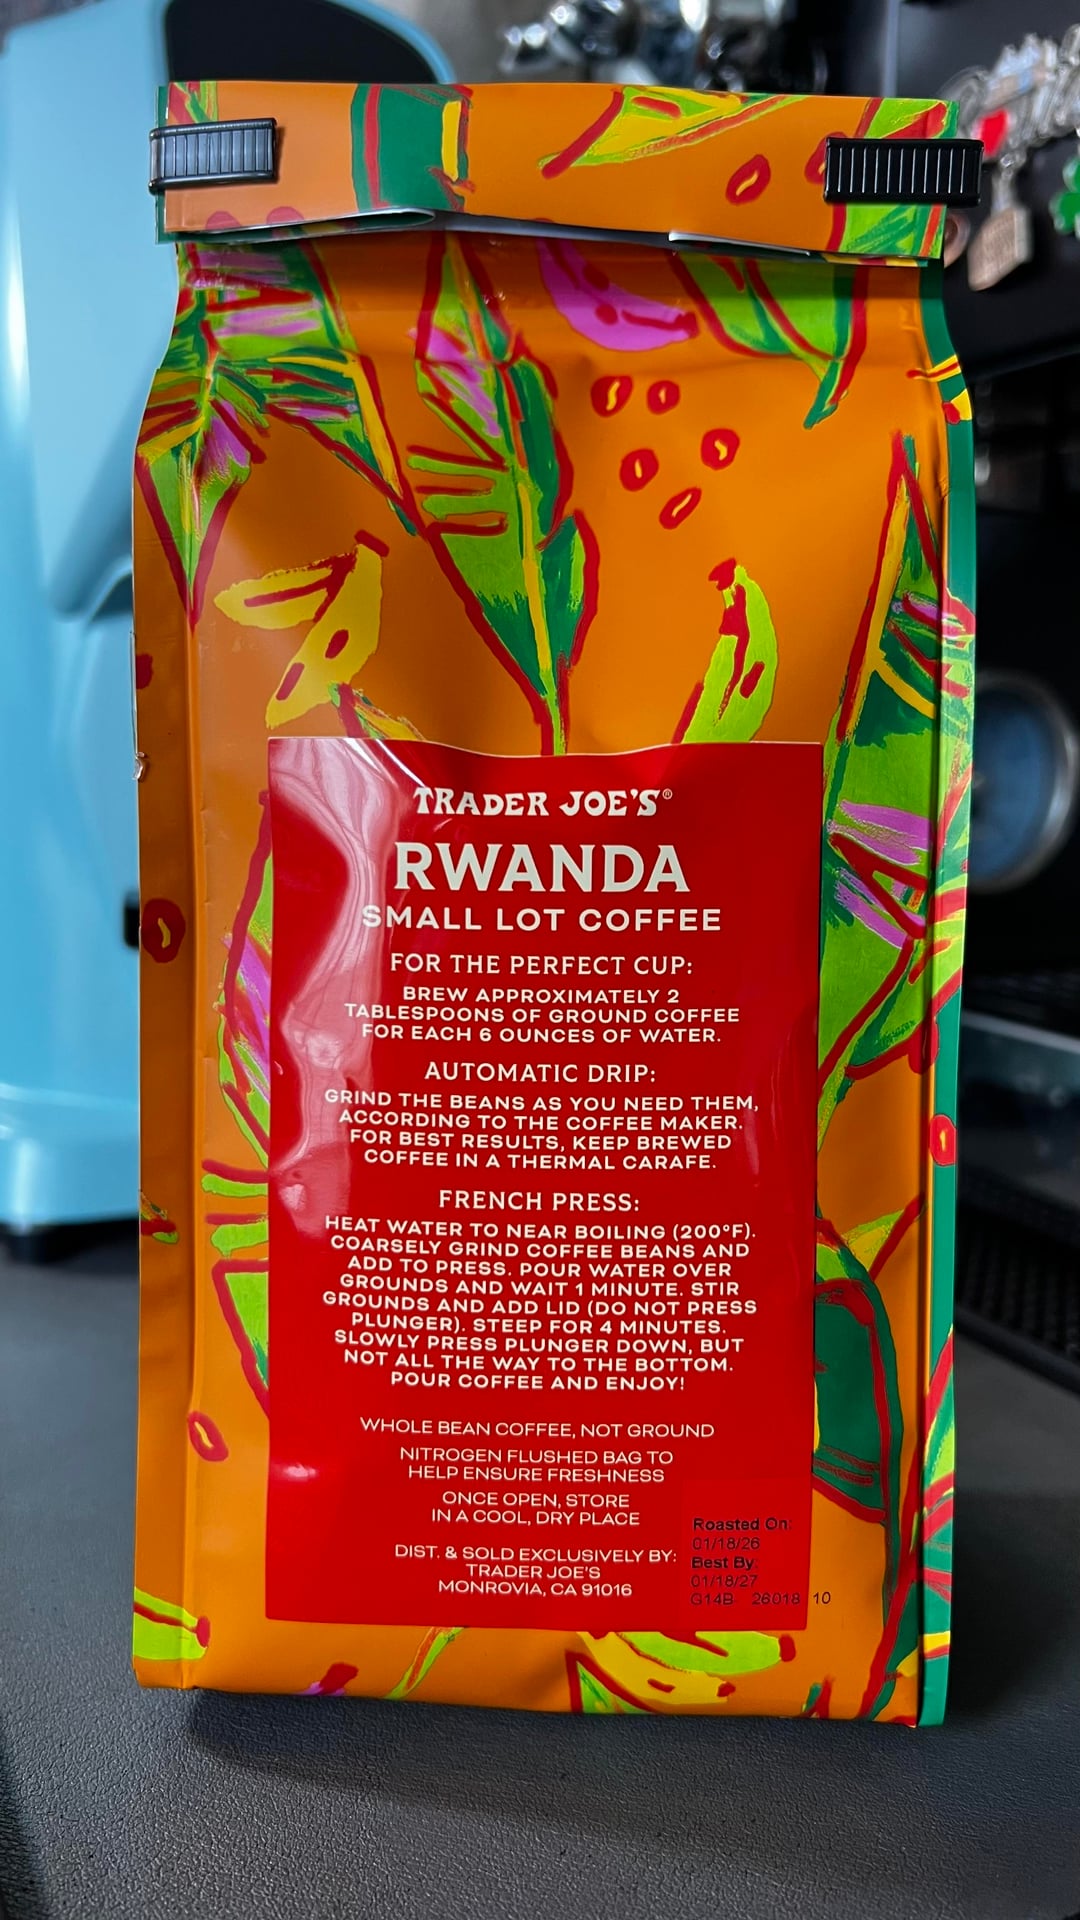 TRADER JOE'S®
RWANDA
SMALL LOT COFFEE
FOR THE PERFECT CUP:
BREW APPROXIMATELY 2
TABLESPOONS OF GROUND COFFEE
FOR EACH 6 OUNCES OF WATER.
AUTOMATIC DRIP:
GRIND THE BEANS AS YOU NEED THEM,
ACCORDING TO THE COFFEE MAKER.
FOR BEST RESULTS, KEEP BREWED
COFFEE IN A THERMAL CARAFE.
FRENCH PRESS:
HEAT WATER TO NEAR BOILING (200°F).
COARSELY GRIND COFFEE BEANS AND
ADD TO PRESS. POUR WATER OVER
GROUNDS AND WAIT 1 MINUTE. STIR
GROUNDS AND ADD LID (DO NOT PRESS
PLUNGER). STEEP FOR 4 MINUTES.
SLOWLY PRESS PLUNGER DOWN, BUT
NOT ALL THE WAY TO THE BOTTOM.
POUR COFFEE AND ENJOY!
WHOLE BEAN COFFEE, NOT GROUND
NITROGEN FLUSHED BAG TO
HELP ENSURE FRESHNESS
ONCE OPEN, STORE
IN A COOL, DRY PLACE
DIST. & SOLD EXCLUSIVELY BY:
TRADER JOE'S
MONROVIA, CA 91016
Roasted On:
01/18/26
Best By:
01/18/27
G14B 26018 10